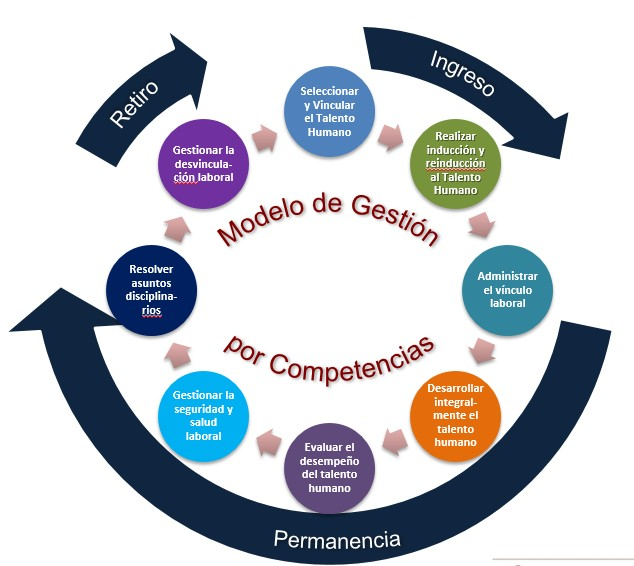 Retiro
Ingreso
Seleccionar
y Vincular
el Talento
Humano
Realizar
inducción y
reinducción
al Talento
Humano
Administrar
el vínculo
laboral
Desarrollar
integral-
mente el
talento
humano
Evaluar el
desempeño
del talento
humano
Gestionar la
seguridad y
salud
laboral
Resolver
asuntos
disciplina-
rios
Gestionar la
desvincula-
ción laboral
Modelo de Gestión
por Competencias
Permanencia